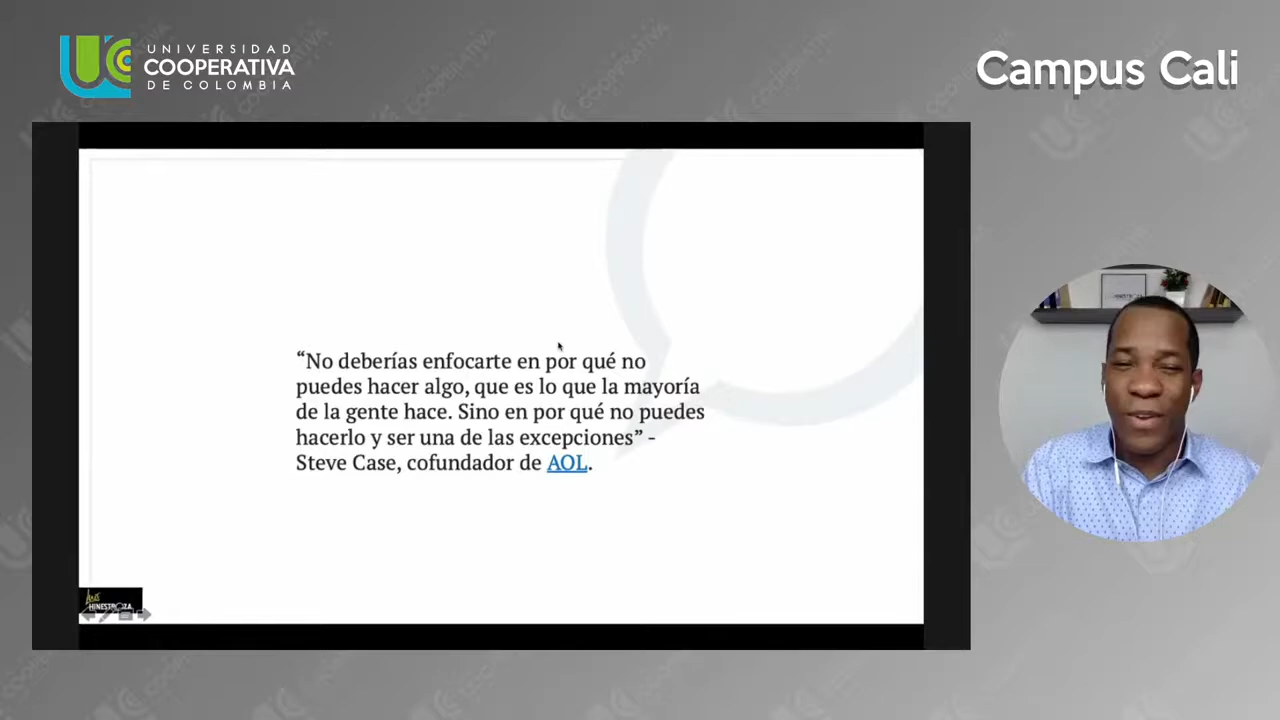 UNIVERSIDAD
COOPERATIVA
DE COLOMBIA
Campus Cali
“No deberías enfocarte en por qué no
puedes hacer algo, que es lo que la mayoría
de la gente hace. Sino en por qué no puedes
hacerlo y ser una de las excepciones” -
Steve Case, cofundador de AOL.
HINESTROZA